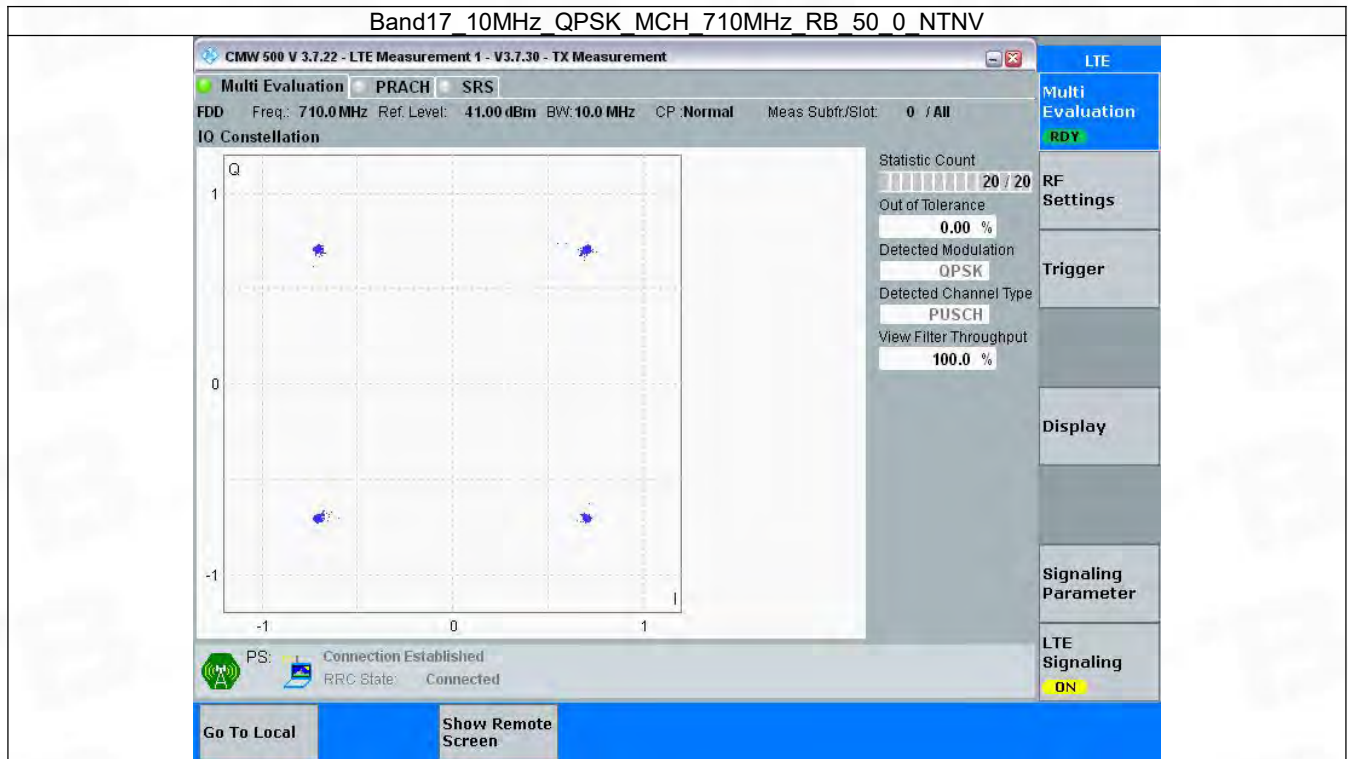 Band17_10MHz_QPSK_MCH_710MHz_RB_50_0_NTNV
CMW 500 V 3.7.22 - LTE Measurement 1 - V3.7.30 - TX Measurement
LTE
Multi Evaluation PRACH SRS
FDD Freq.: 710.0 MHz Ref. Level: 41.00 dBm BW: 10.0 MHz CP :Normal Meas Subfr./Slot: 0 / All
IQ Constellation
Q
1
0
-1
I
-1 0 1
Statistic Count
20 / 20
Out of Tolerance
0.00 %
Detected Modulation
QPSK
Detected Channel Type
PUSCH
View Filter Throughput
100.0 %
Multi
Evaluation
RDY
RF
Settings
Trigger
Display
Signaling
Parameter
LTE
Signaling
ON
PS: Connection Established
RRC State: Connected
Go To Local
Show Remote
Screen